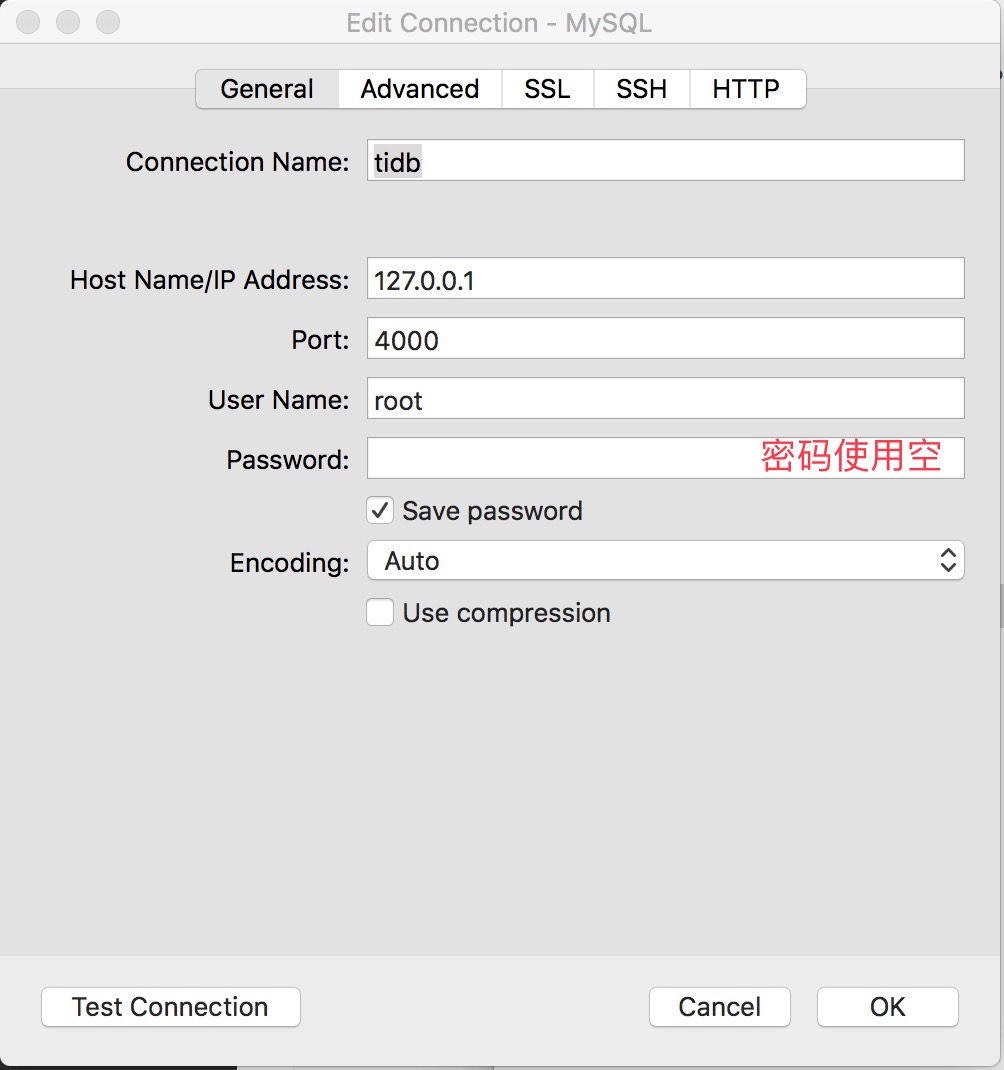 Edit Connection - MySQL
General Advanced SSL SSH HTTP
Connection Name: tidb
Host Name/IP Address: 127.0.0.1
Port: 4000
User Name: root
Password: 密码使用空
Save password
Encoding: Auto
Use compression
Test Connection Cancel OK